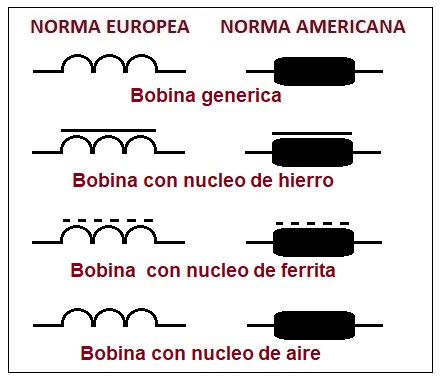 NORMA EUROPEA NORMA AMERICANA
Bobina generica
Bobina con nucleo de hierro
Bobina con nucleo de ferrita
Bobina con nucleo de aire